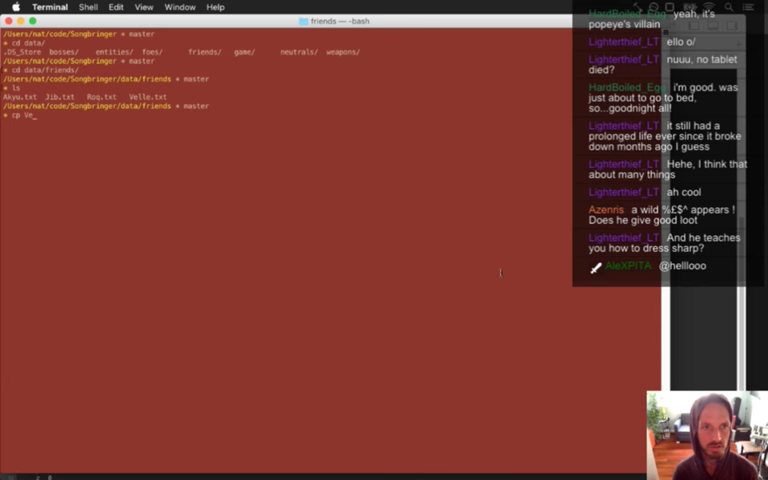 Terminal Shell Edit View Window Help
friends — -bash
/Users/nat/code/Songbringer * master
+ cd data/
.DS_Store bosses/ entities/ foes/ friends/ game/ neutrals/ weapons/
/Users/nat/code/Songbringer * master
+ cd data/friends/
/Users/nat/code/Songbringer/data/friends * master
+ ls
Akyu.txt Jib.txt Roq.txt Velle.txt
/Users/nat/code/Songbringer/data/friends * master
+ cp Ve_
HardBoiled_Egg yeah, it's
popeye's villain
Lighterthief_LT ello o/
Lighterthief_LT nuuu, no tablet
died?
HardBoiled_Egg i'm good. was
just about to go to bed,
so...goodnight all!
Lighterthief_LT it still had a
prolonged life ever since it broke
down months ago I guess
Lighterthief_LT Hehe, I think that
about many things
Lighterthief_LT ah cool
Azenris a wild %£$^ appears !
Does he give good loot
Lighterthief_LT And he teaches
you how to dress sharp?
AleXPITA: @helllooo